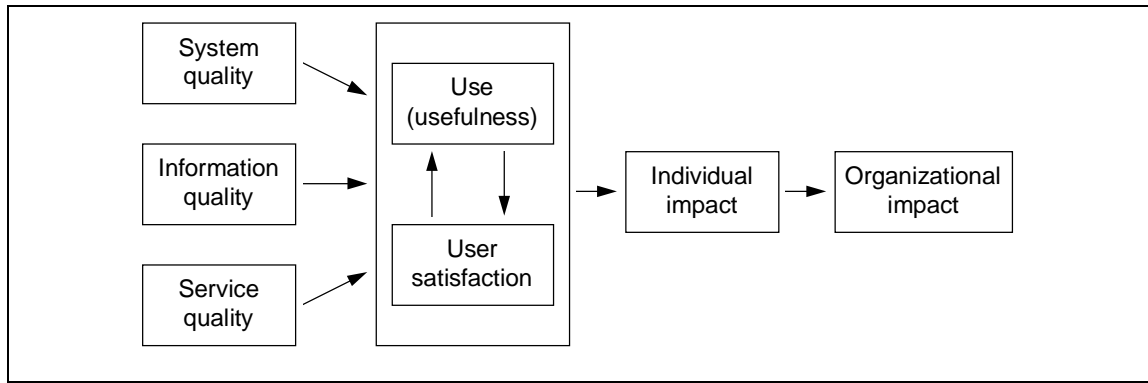 System
quality
Information
quality
Service
quality
Use
(usefulness)
User
satisfaction
Individual
impact
Organizational
impact